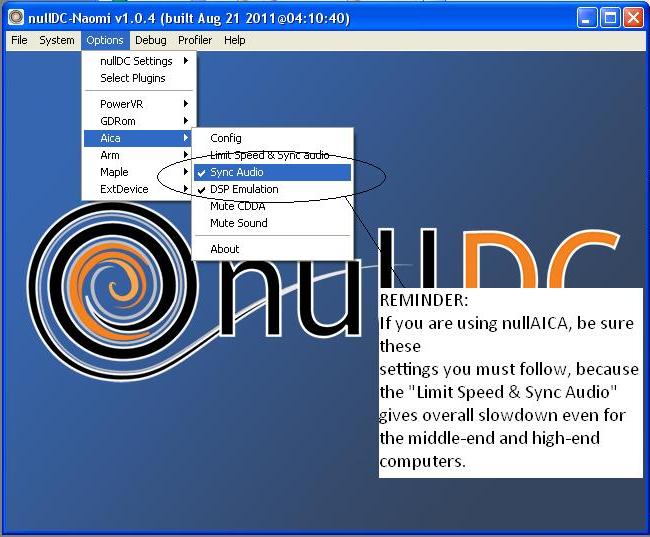 nullDC-Naomi v1.0.4 (built Aug 21 2011@04:10:40)
File System Options Debug Profiler Help
nullDC Settings
Select Plugins
PowerVR
GDRom
Aica
Arm
Maple
ExtDevice
Config
Limit Speed & Sync audio
Sync Audio
DSP Emulation
Mute CDDA
Mute Sound
About
nullDC
REMINDER:
If you are using nullAICA, be sure
these
settings you must follow, because
the "Limit Speed & Sync Audio"
gives overall slowdown even for
the middle-end and high-end
computers.